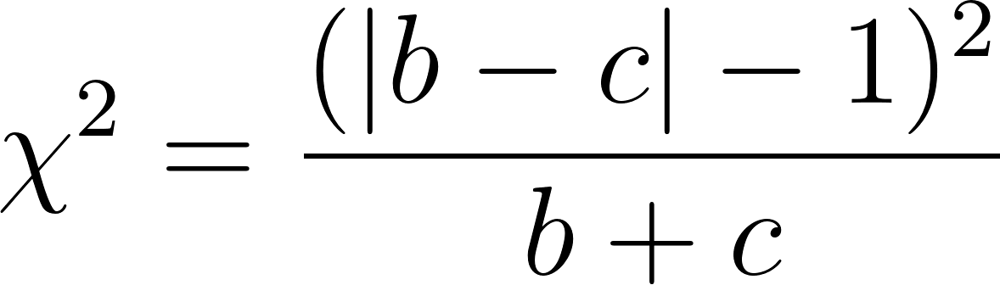 χ² = (|b − c| − 1)² / (b + c)